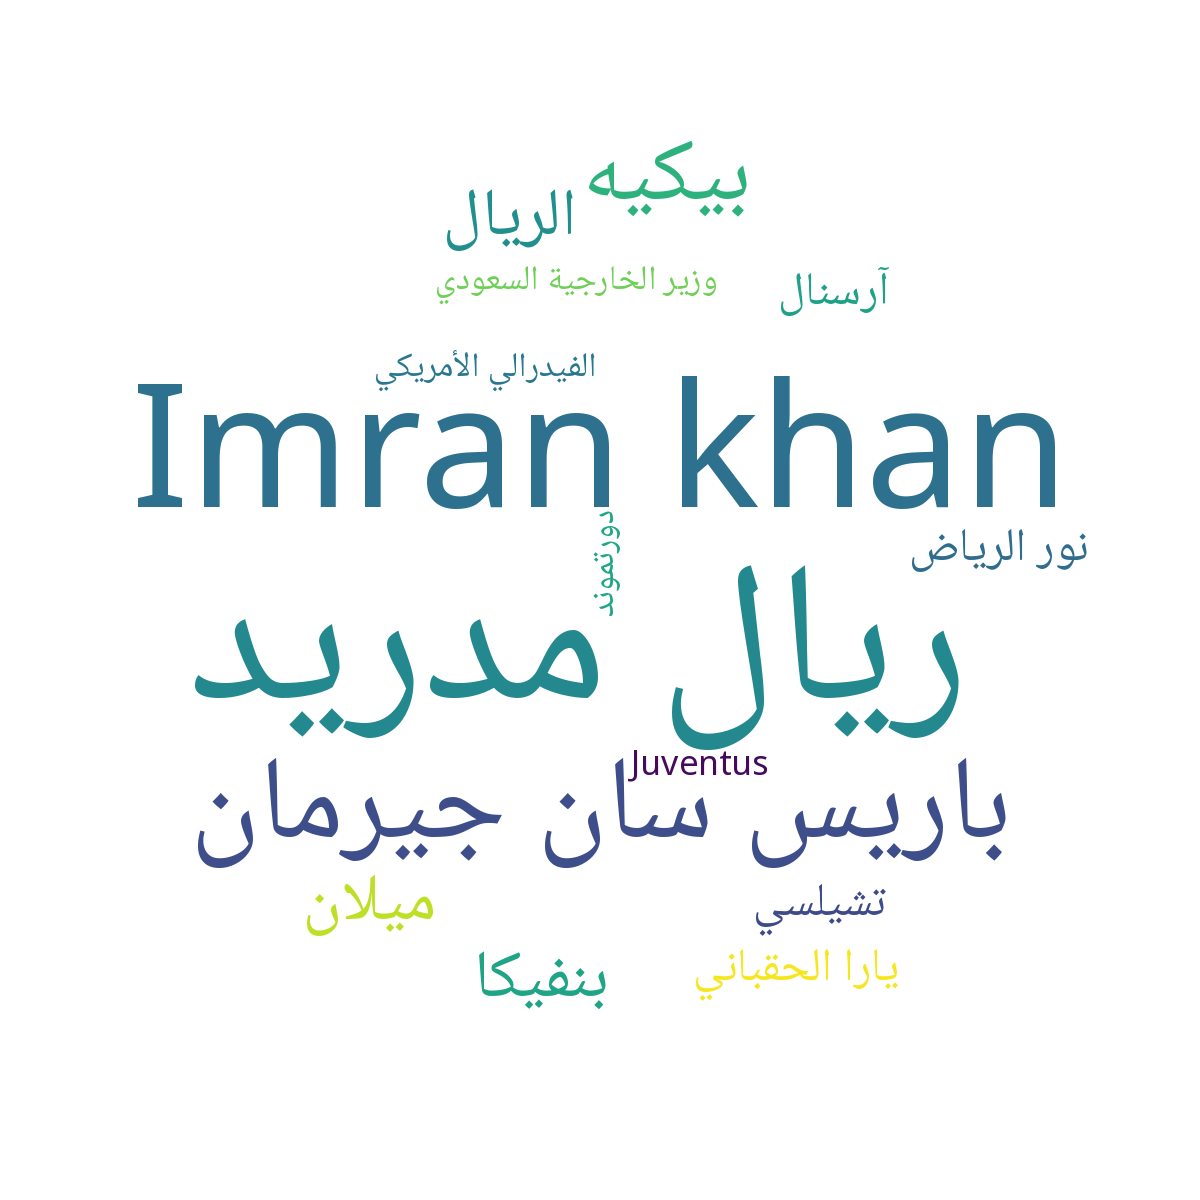 بيكيه
الريال
وزير الخارجية السعودي
آرسنال
الفيدرالي الأمريكي
Imran khan
دورتموند
نور الرياض
ريال مدريد
Juventus
باريس سان جيرمان
ميلان
تشيلسي
بنفيكا
يارا الحقباني